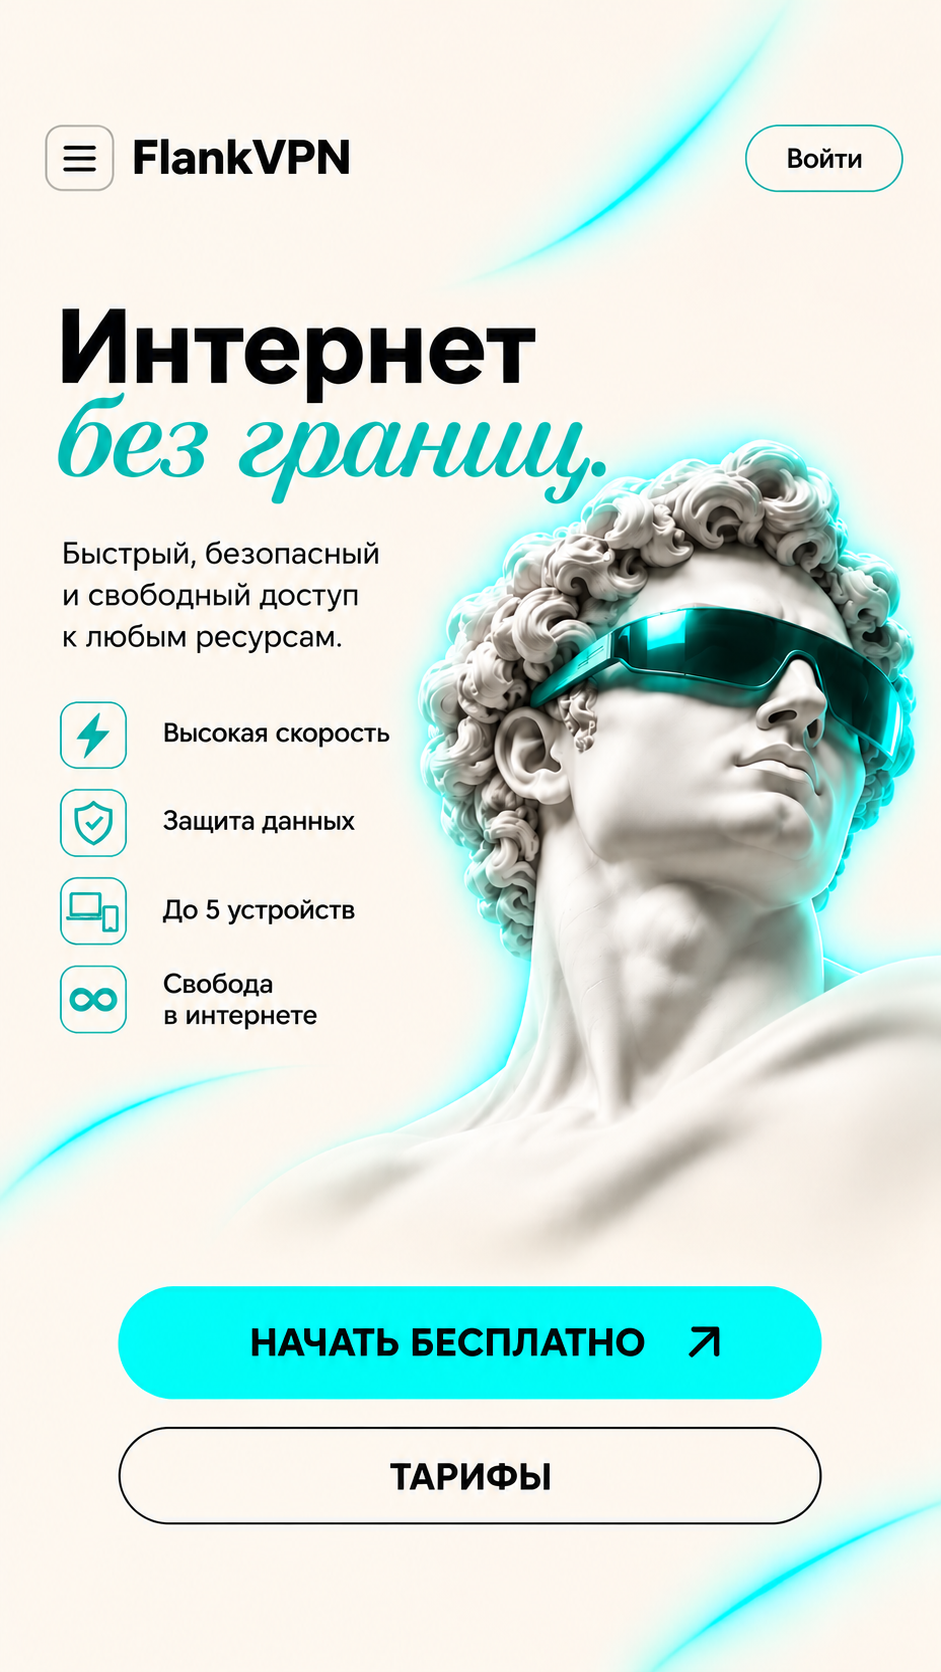 FlankVPN
Войти
Интернет
без границ.
Быстрый, безопасный
и свободный доступ
к любым ресурсам.
Высокая скорость
Защита данных
До 5 устройств
Свобода
в интернете
НАЧАТЬ БЕСПЛАТНО
ТАРИФЫ